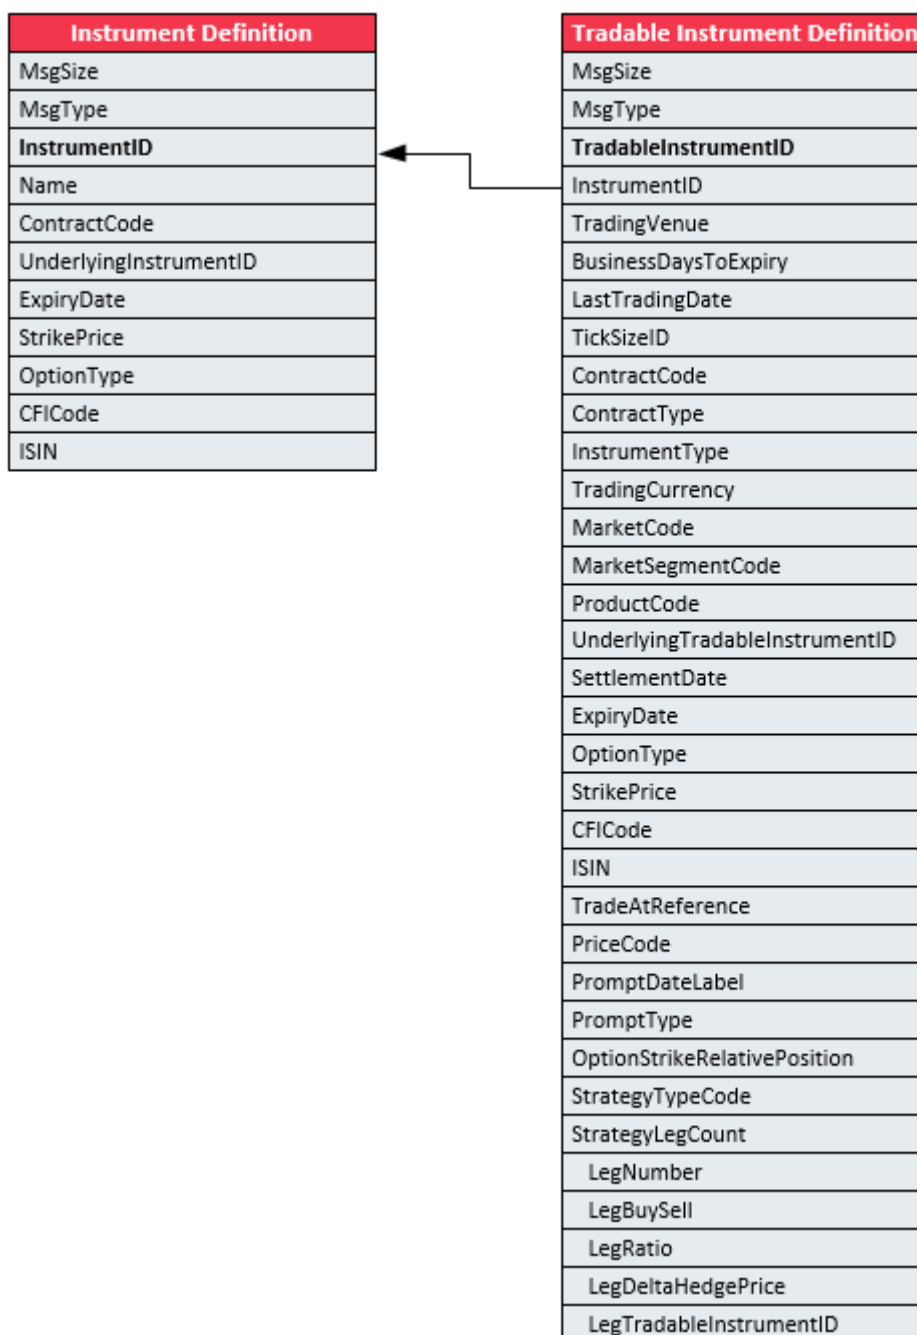 Instrument Definition
MsgSize
MsgType
InstrumentID
Name
ContractCode
UnderlyingInstrumentID
ExpiryDate
StrikePrice
OptionType
CFICode
ISIN
Tradable Instrument Definition
MsgSize
MsgType
TradableInstrumentID
InstrumentID
TradingVenue
BusinessDaysToExpiry
LastTradingDate
TickSizeID
ContractCode
ContractType
InstrumentType
TradingCurrency
MarketCode
MarketSegmentCode
ProductCode
UnderlyingTradableInstrumentID
SettlementDate
ExpiryDate
OptionType
StrikePrice
CFICode
ISIN
TradeAtReference
PriceCode
PromptDateLabel
PromptType
OptionStrikeRelativePosition
StrategyTypeCode
StrategyLegCount
LegNumber
LegBuySell
LegRatio
LegDeltaHedgePrice
LegTradableInstrumentID